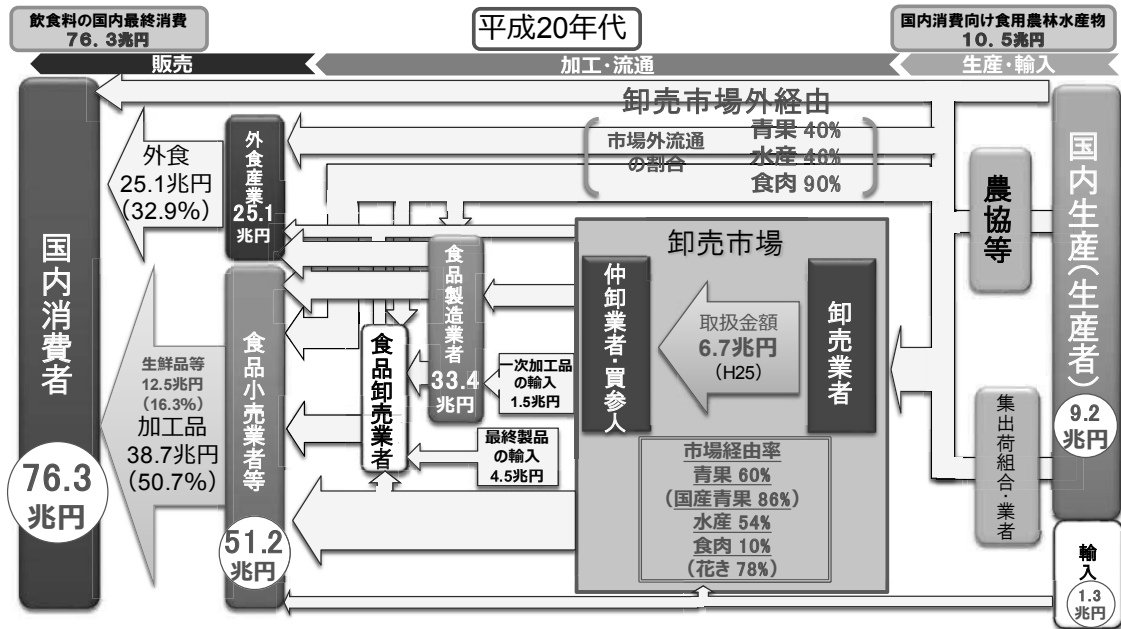 飲食料の国内最終消費
76.3兆円
平成20年代
国内消費向け食用農林水産物
10.5兆円
販売
加工・流通
生産・輸入
卸売市場外経由
市場外流通
の割合
青果 40%
水産 46%
食肉 90%
外食
25.1兆円
(32.9%)
外食産業
25.1
兆円
国内消費者
76.3
兆円
生鮮品等
12.5兆円
(16.3%)
加工品
38.7兆円
(50.7%)
食品小売業者等
51.2
兆円
食品卸売業者
食品製造業者
33.4
兆円
一次加工品
の輸入
1.5兆円
最終製品
の輸入
4.5兆円
卸売市場
仲卸業者・買参人
取扱金額
6.7兆円
(H25)
卸売業者
市場経由率
青果 60%
(国産青果 86%)
水産 54%
食肉 10%
(花き 78%)
農協等
集出荷組合・業者
国内生産(生産者)
9.2
兆円
輸入
1.3
兆円